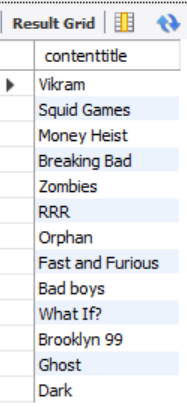 Result Grid
contenttitle
Vikram
Squid Games
Money Heist
Breaking Bad
Zombies
RRR
Orphan
Fast and Furious
Bad boys
What If?
Brooklyn 99
Ghost
Dark